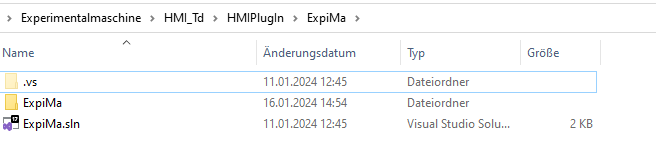 > Experimentalmaschine > HMI_Td > HMIPlugIn > ExpiMa >
Name Änderungsdatum Typ Größe
.vs 11.01.2024 12:45 Dateiordner
ExpiMa 16.01.2024 14:54 Dateiordner
ExpiMa.sln 11.01.2024 12:45 Visual Studio Solu... 2 KB